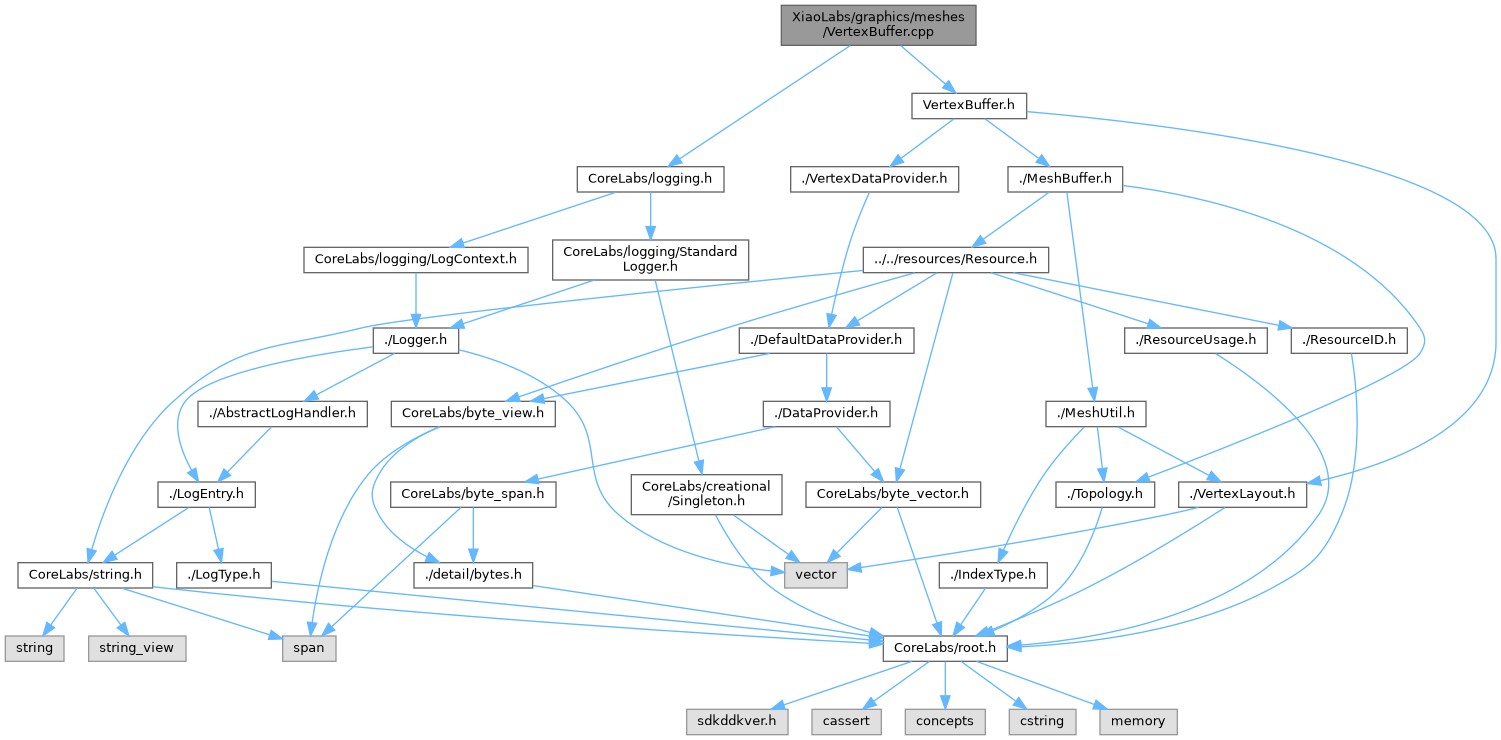 XiaoLabs/graphics/meshes
/VertexBuffer.cpp
VertexBuffer.h
CoreLabs/logging.h
./VertexDataProvider.h
./MeshBuffer.h
CoreLabs/logging/LogContext.h
CoreLabs/logging/Standard
Logger.h
../../resources/Resource.h
./Logger.h
./DefaultDataProvider.h
./ResourceUsage.h
./ResourceID.h
./AbstractLogHandler.h
CoreLabs/byte_view.h
./DataProvider.h
./MeshUtil.h
./LogEntry.h
CoreLabs/byte_span.h
CoreLabs/creational
/Singleton.h
CoreLabs/byte_vector.h
./Topology.h
./VertexLayout.h
CoreLabs/string.h
./LogType.h
./detail/bytes.h
vector
./IndexType.h
string
string_view
span
CoreLabs/root.h
sdkddkver.h
cassert
concepts
cstring
memory